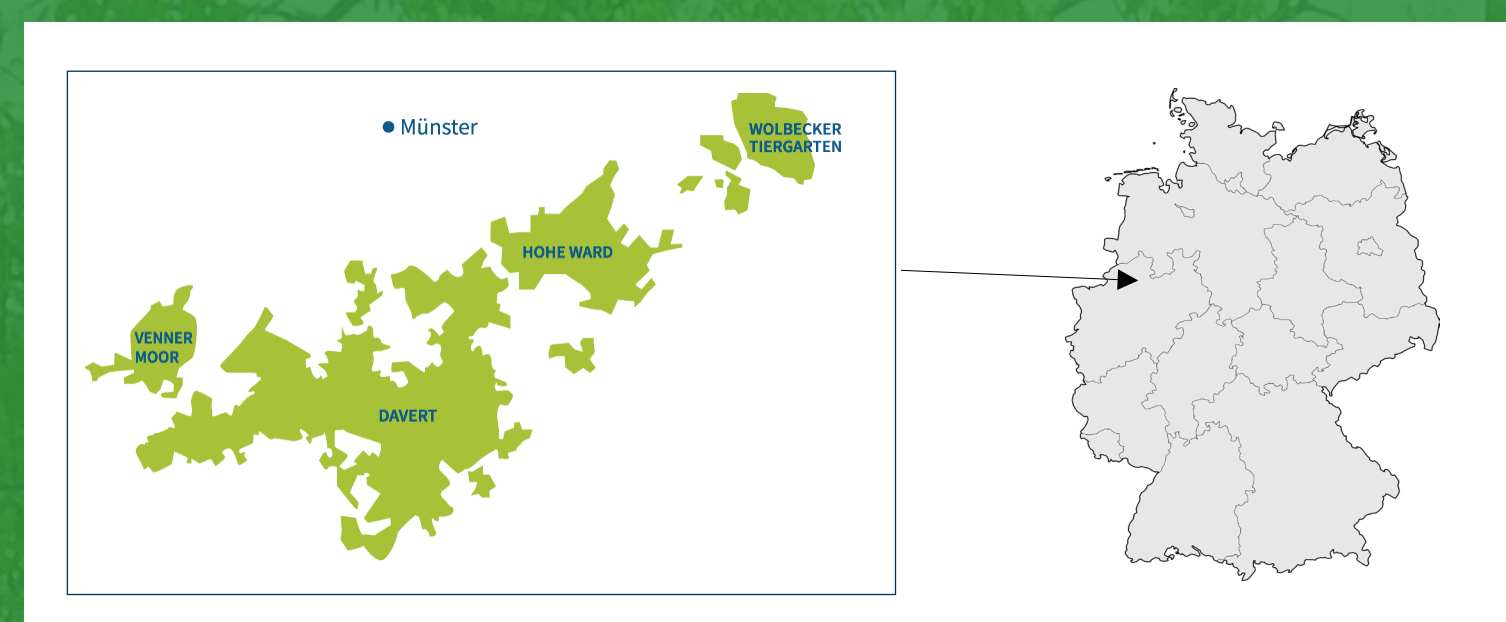 Münster
WOLBECKER
TIERGARTEN
HOHE WARD
VENNER
MOOR
DAVERT